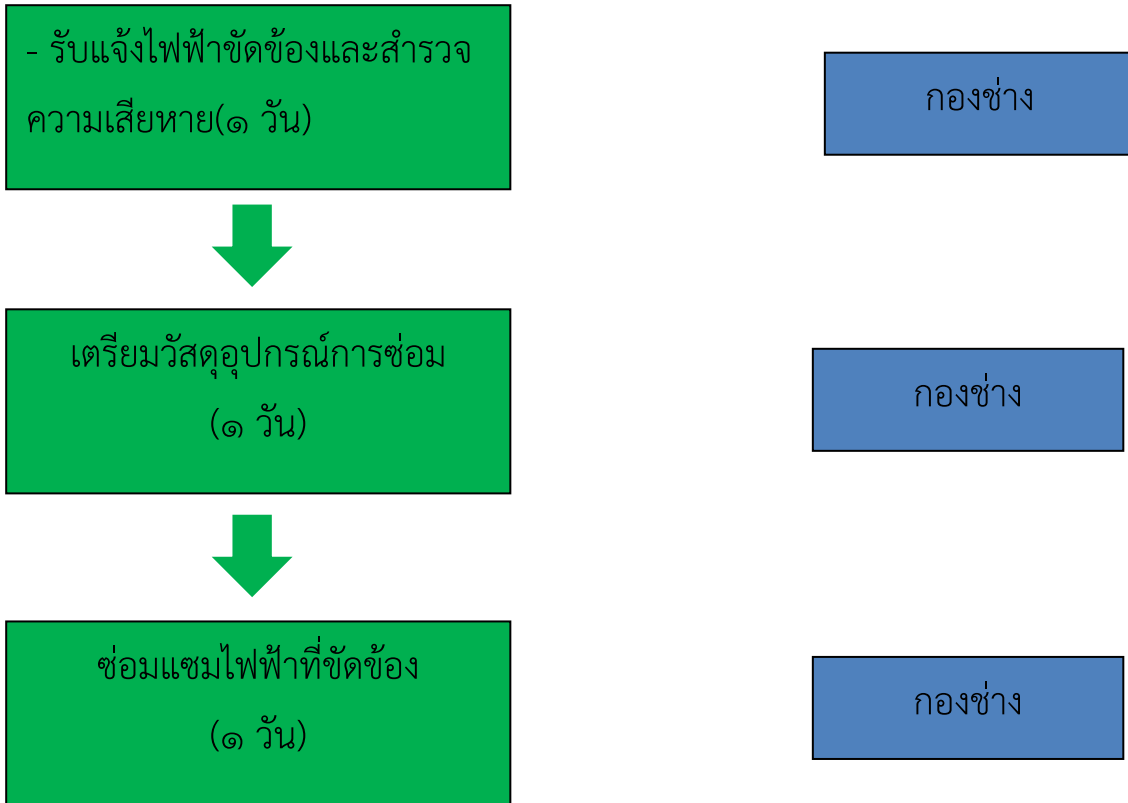 - รับแจ้งไฟฟ้าขัดข้องและสำรวจ
ความเสียหาย(๑ วัน)
กองช่าง
เตรียมวัสดุอุปกรณ์การซ่อม
(๑ วัน)
กองช่าง
ซ่อมแซมไฟฟ้าที่ขัดข้อง
(๑ วัน)
กองช่าง